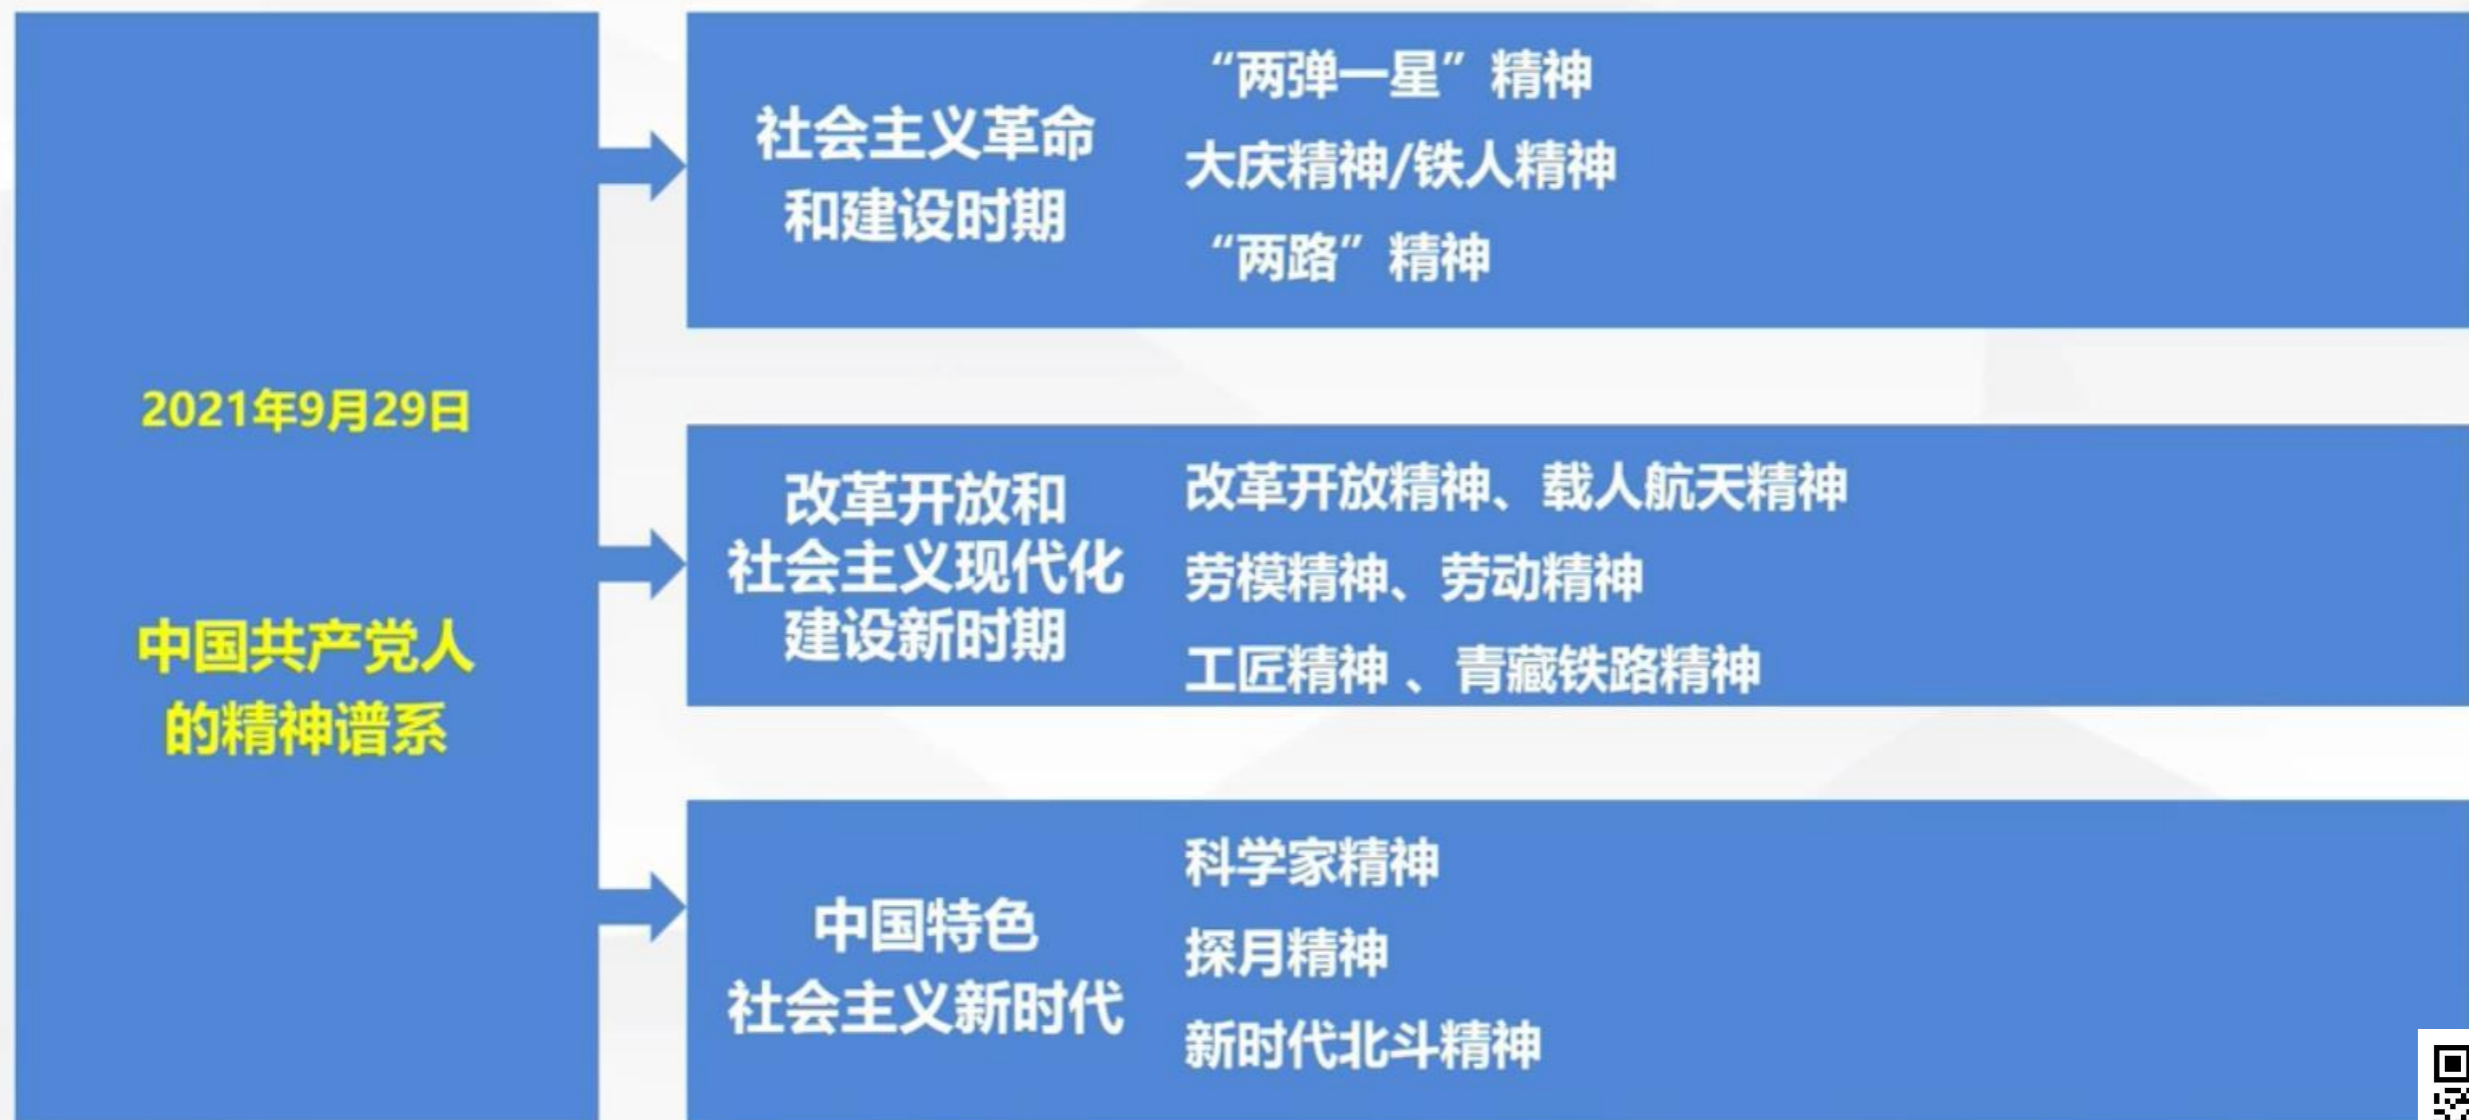 2021年9月29日
中国共产党人
的精神谱系
社会主义革命
和建设时期
“两弹一星”精神
大庆精神/铁人精神
“两路”精神
改革开放和
社会主义现代化
建设新时期
改革开放精神、载人航天精神
劳模精神、劳动精神
工匠精神 、青藏铁路精神
中国特色
社会主义新时代
科学家精神
探月精神
新时代北斗精神